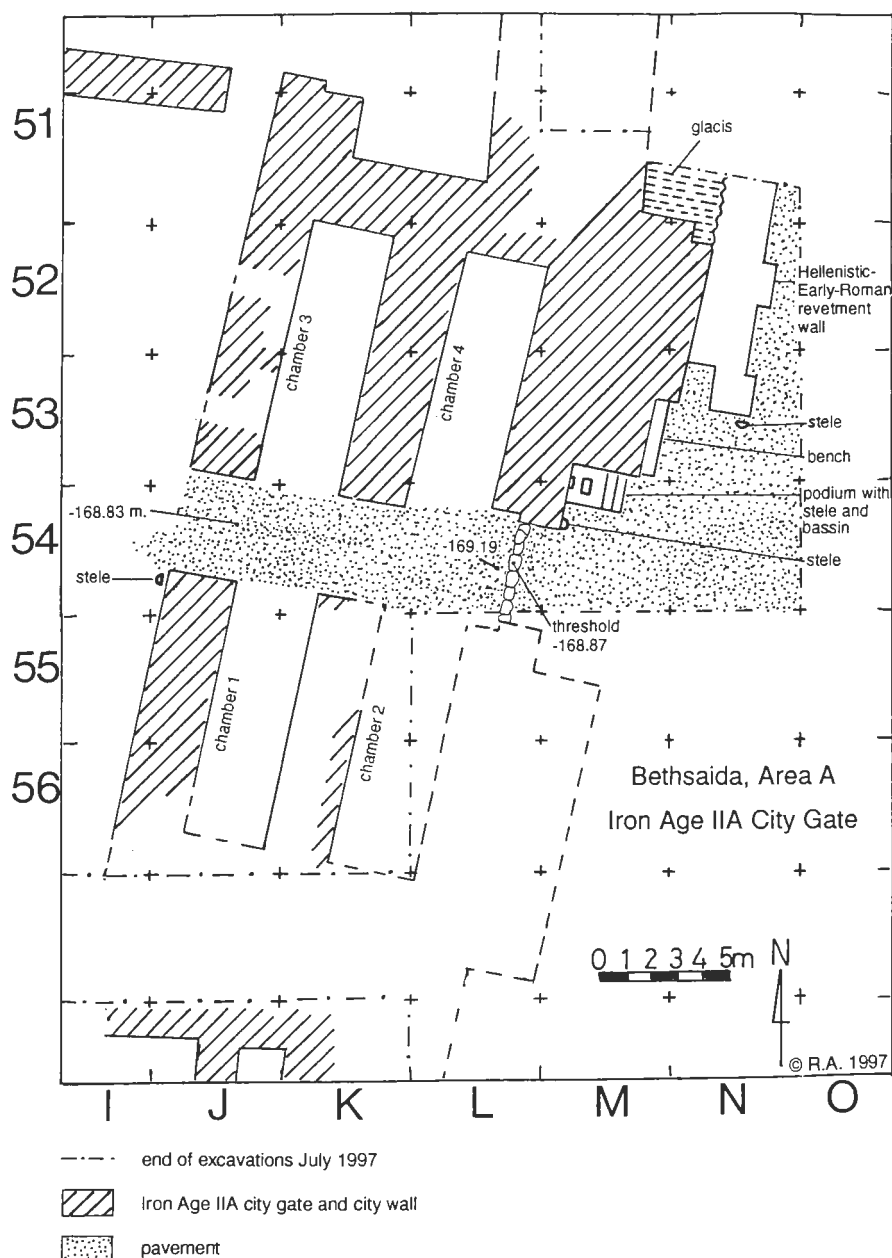 51
glacis
52
Hellenistic-
Early-Roman
revetment
wall
chamber 3
chamber 4
53
stele
bench
podium with
stele and
bassin
-168.83 m.
54
-169.19
stele
stele
threshold
-168.87
55
chamber 1
chamber 2
56
Bethsaida, Area A
Iron Age IIA City Gate
0 1 2 3 4 5m
N
© R.A. 1997
I J K L M N O
end of excavations July 1997
Iron Age IIA city gate and city wall
pavement